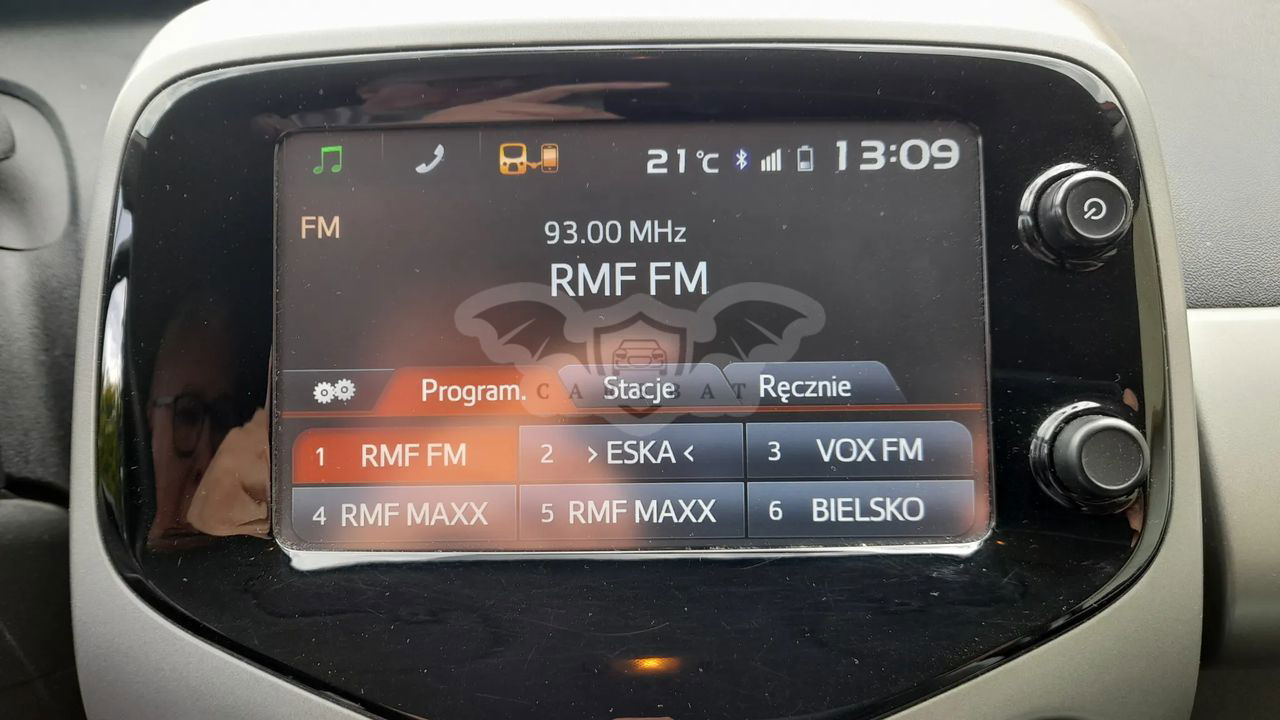 21°C 13:09
FM
93.00 MHz
RMF FM
Program. Stacje Ręcznie
CARSBAT
1 RMF FM 2 > ESKA < 3 VOX FM
4 RMF MAXX 5 RMF MAXX 6 BIELSKO